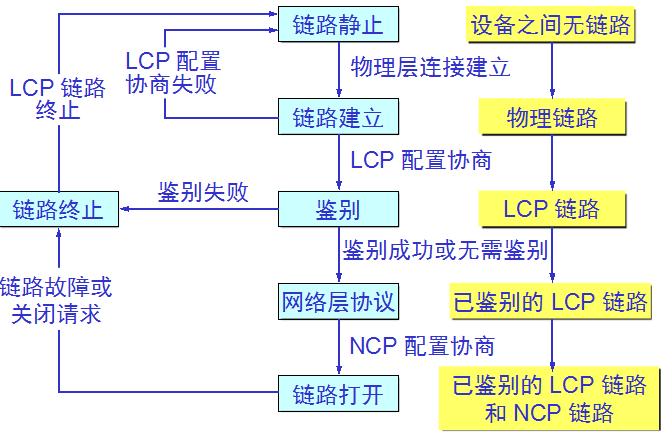 链路静止
设备之间无链路
LCP 配置
协商失败
物理层连接建立
LCP 链路
终止
链路建立
物理链路
LCP 配置协商
鉴别失败
链路终止
鉴别
LCP 链路
鉴别成功或无需鉴别
链路故障或
关闭请求
网络层协议
已鉴别的 LCP 链路
NCP 配置协商
链路打开
已鉴别的 LCP 链路
和 NCP 链路